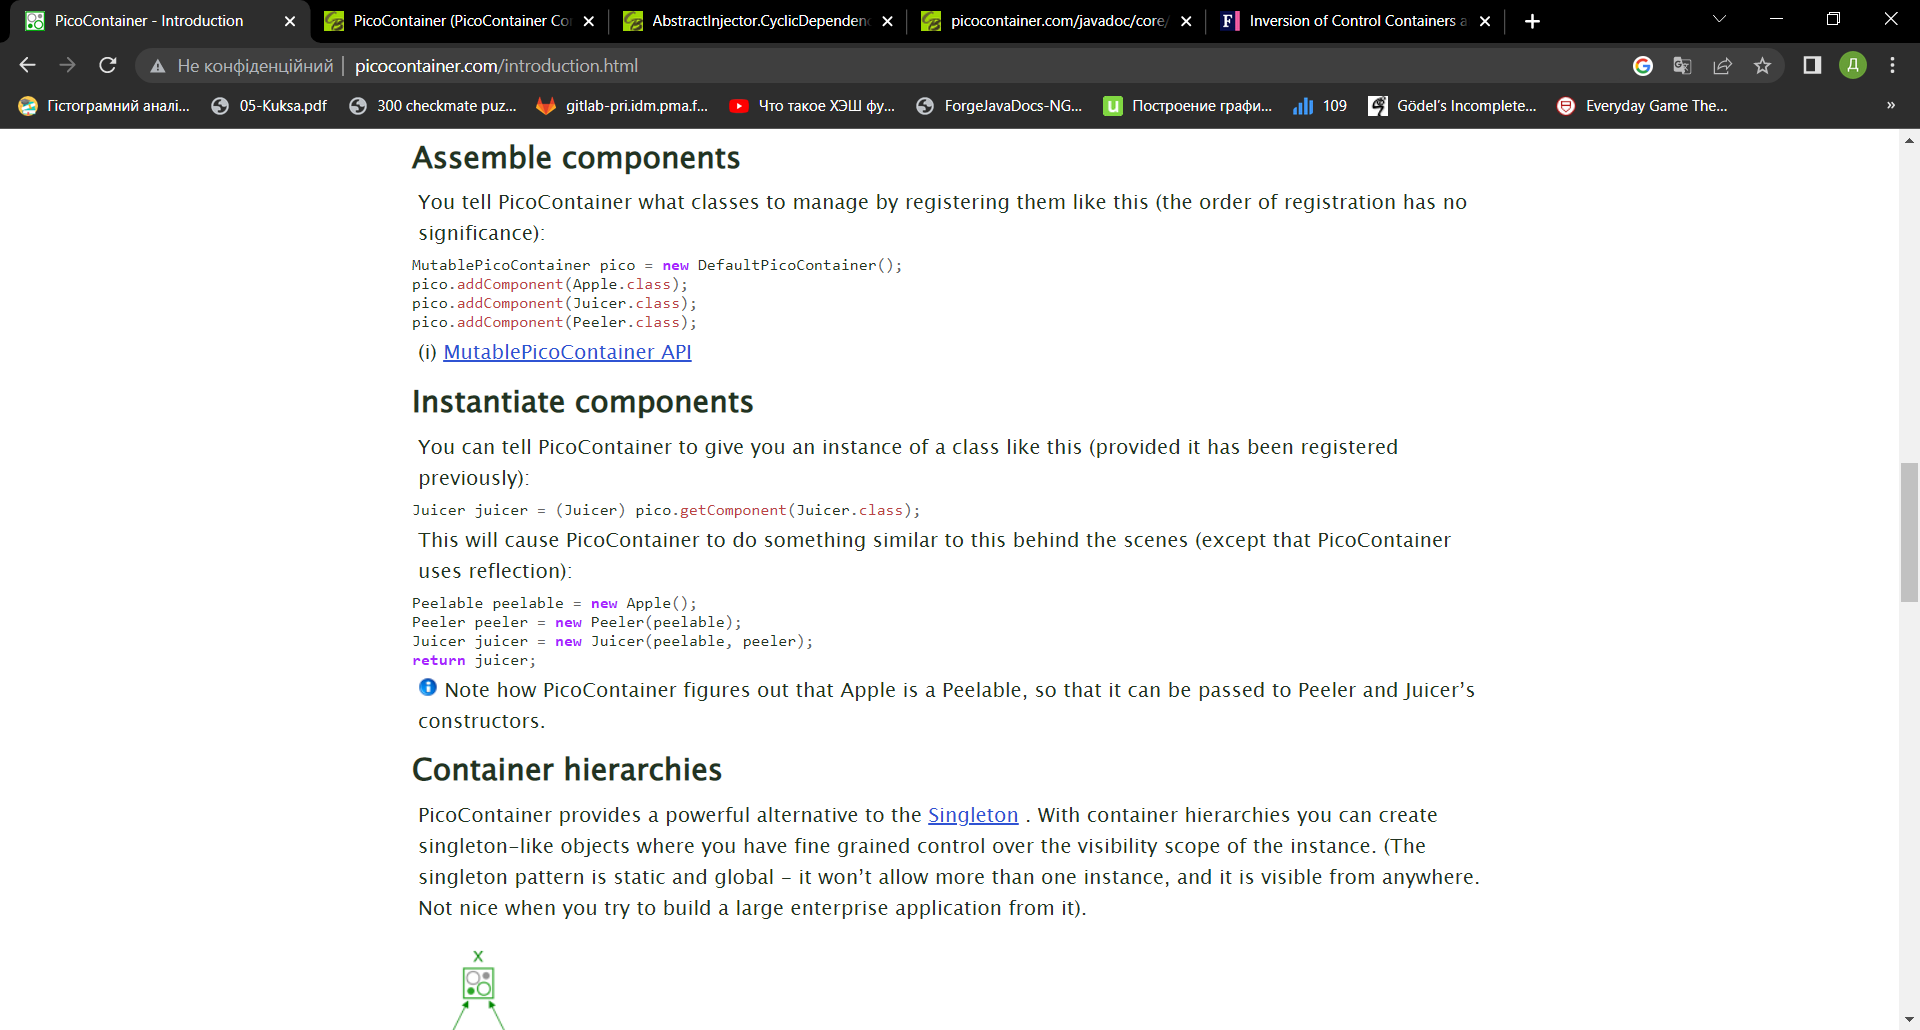 PicoContainer - Introduction
PicoContainer (PicoContainer Co
AbstractInjector.CyclicDependen
picocontainer.com/javadoc/core/
Inversion of Control Containers a
Не конфіденційний
picocontainer.com/introduction.html
Д
Гістограмний аналі...
05-Kuksa.pdf
300 checkmate puz...
gitlab-pri.idm.pma.f...
Что такое ХЭШ фу...
ForgeJavaDocs-NG...
Построение графи...
109
Gödel’s Incomplete...
Everyday Game The...
»
Assemble components
You tell PicoContainer what classes to manage by registering them like this (the order of registration has no
significance):
MutablePicoContainer pico = new DefaultPicoContainer();
pico.addComponent(Apple.class);
pico.addComponent(Juicer.class);
pico.addComponent(Peeler.class);
(i) MutablePicoContainer API
Instantiate components
You can tell PicoContainer to give you an instance of a class like this (provided it has been registered
previously):
Juicer juicer = (Juicer) pico.getComponent(Juicer.class);
This will cause PicoContainer to do something similar to this behind the scenes (except that PicoContainer
uses reflection):
Peelable peelable = new Apple();
Peeler peeler = new Peeler(peelable);
Juicer juicer = new Juicer(peelable, peeler);
return juicer;
Note how PicoContainer figures out that Apple is a Peelable, so that it can be passed to Peeler and Juicer’s
constructors.
Container hierarchies
PicoContainer provides a powerful alternative to the Singleton . With container hierarchies you can create
singleton-like objects where you have fine grained control over the visibility scope of the instance. (The
singleton pattern is static and global – it won’t allow more than one instance, and it is visible from anywhere.
Not nice when you try to build a large enterprise application from it).
X